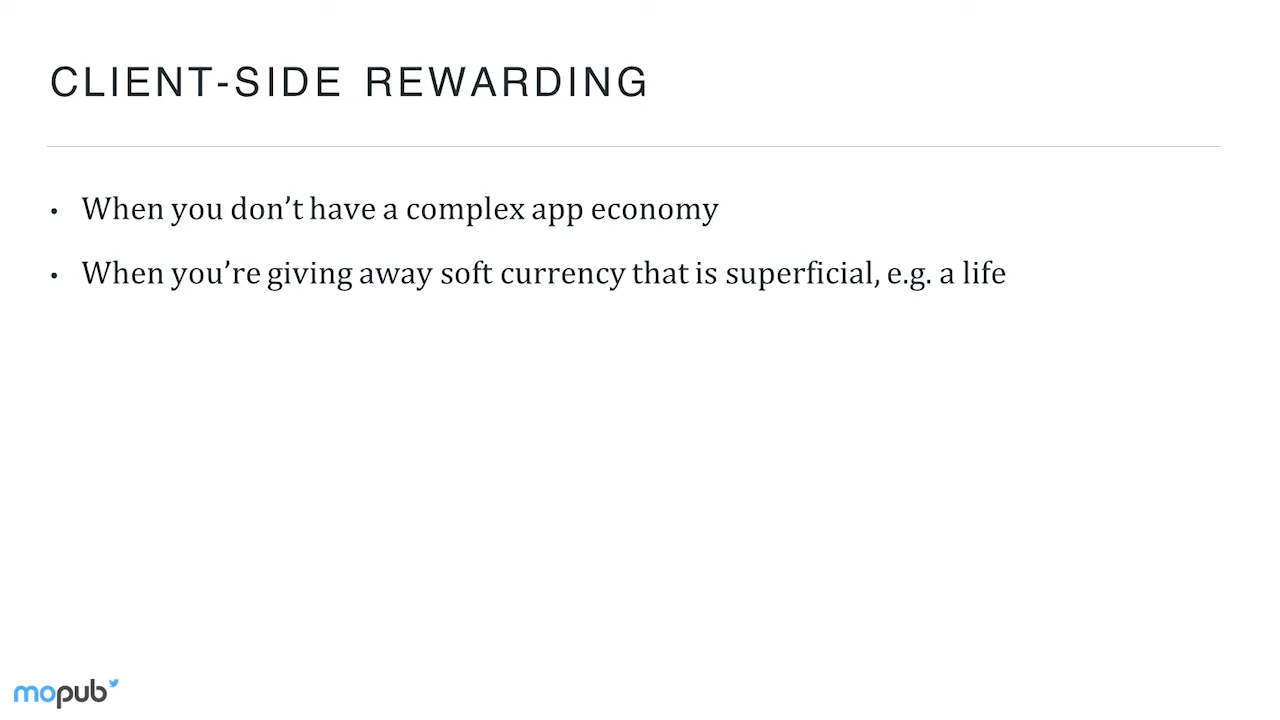 CLIENT-SIDE REWARDING
• When you don’t have a complex app economy
• When you’re giving away soft currency that is superficial, e.g. a life
mopub